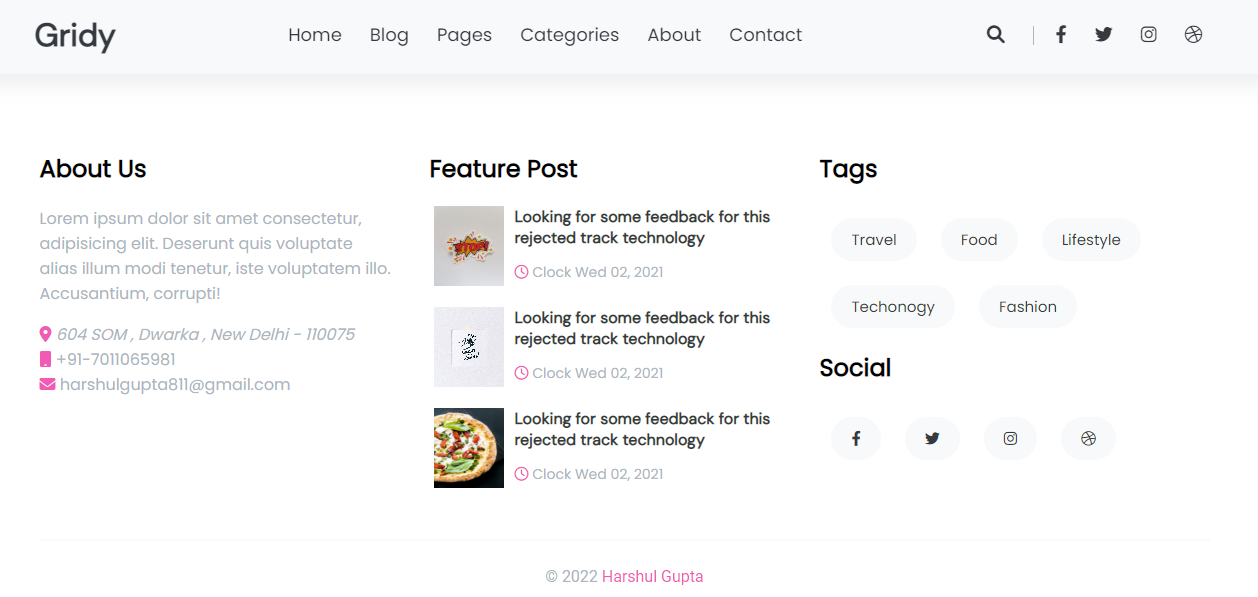 Gridy
Home Blog Pages Categories About Contact
About Us
Lorem ipsum dolor sit amet consectetur,
adipisicing elit. Deserunt quis voluptate
alias illum modi tenetur, iste voluptatem illo.
Accusantium, corrupti!
604 SOM , Dwarka , New Delhi - 110075
+91-7011065981
harshulgupta811@gmail.com
Feature Post
STOP!
Looking for some feedback for this
rejected track technology
Clock Wed 02, 2021
Looking for some feedback for this
rejected track technology
Clock Wed 02, 2021
Looking for some feedback for this
rejected track technology
Clock Wed 02, 2021
Tags
Travel Food Lifestyle
Techonogy Fashion
Social
© 2022 Harshul Gupta